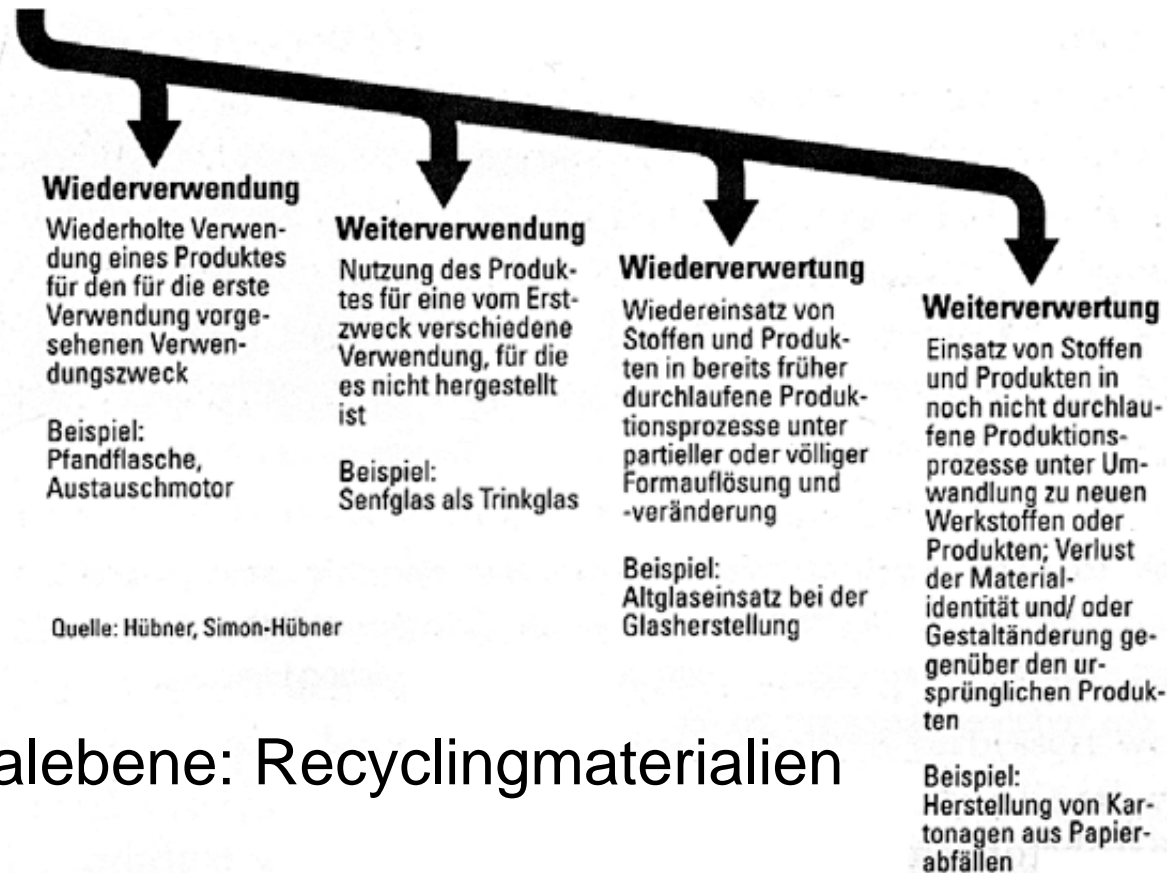 Wiederverwendung
Wiederholte Verwen-
dung eines Produktes
für den für die erste
Verwendung vorge-
sehenen Verwen-
dungszweck
Beispiel:
Pfandflasche,
Austauschmotor
Weiterverwendung
Nutzung des Produk-
tes für eine vom Erst-
zweck verschiedene
Verwendung, für die
es nicht hergestellt
ist
Beispiel:
Senfglas als Trinkglas
Wiederverwertung
Wiedereinsatz von
Stoffen und Produk-
ten in bereits früher
durchlaufene Produk-
tionsprozesse unter
partieller oder völliger
Formauflösung und
-veränderung
Beispiel:
Altglaseinsatz bei der
Glasherstellung
Weiterverwertung
Einsatz von Stoffen
und Produkten in
noch nicht durchlau-
fene Produktions-
prozesse unter Um-
wandlung zu neuen
Werkstoffen oder
Produkten; Verlust
der Material-
identität und/ oder
Gestaltänderung ge-
genüber den ur-
sprünglichen Produk-
ten
Beispiel:
Herstellung von Kar-
tonagen aus Papier-
abfällen
Quelle: Hübner, Simon-Hübner
alebene: Recyclingmaterialien